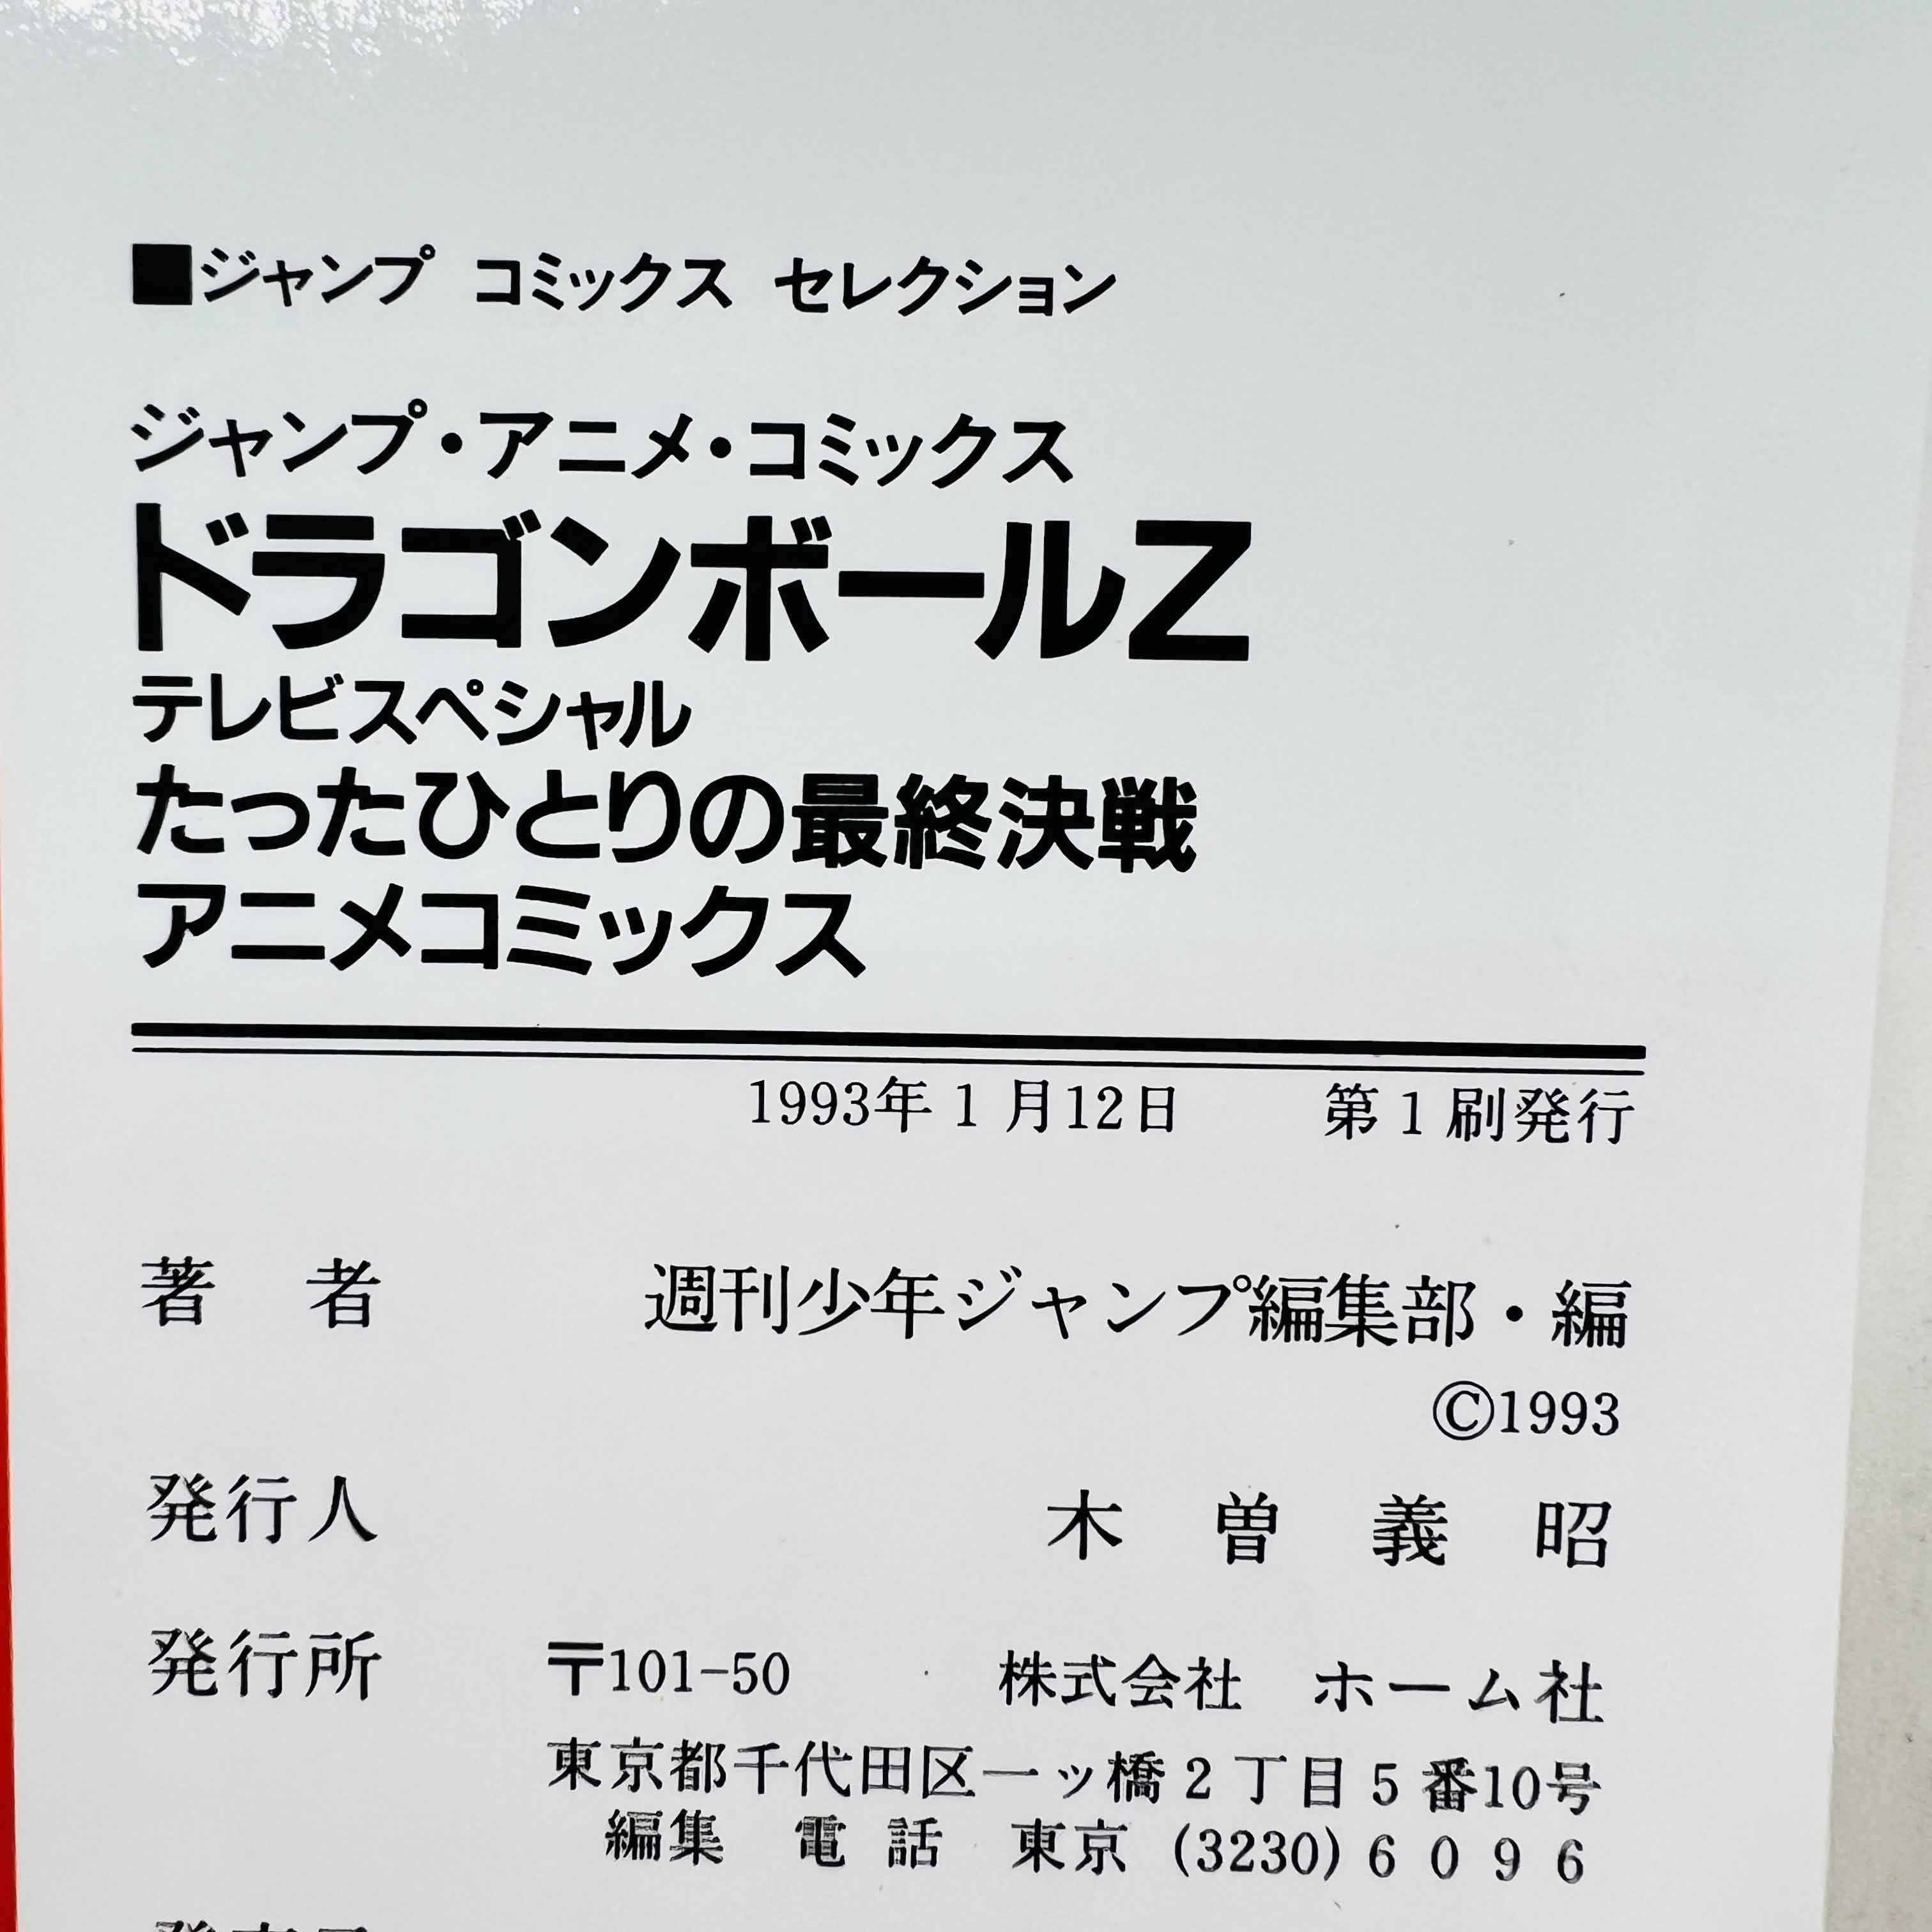 ■ジャンプ コミックス セレクション
ジャンプ・アニメ・コミックス
ドラゴンボールZ
テレビスペシャル
たったひとりの最終決戦
アニメコミックス
1993年1月12日 第1刷発行
著者 週刊少年ジャンプ編集部・編
©1993
発行人 木曽義昭
発行所 〒101-50 株式会社 ホーム社
東京都千代田区一ッ橋2丁目5番10号
編集 電話 東京 (3230)6096